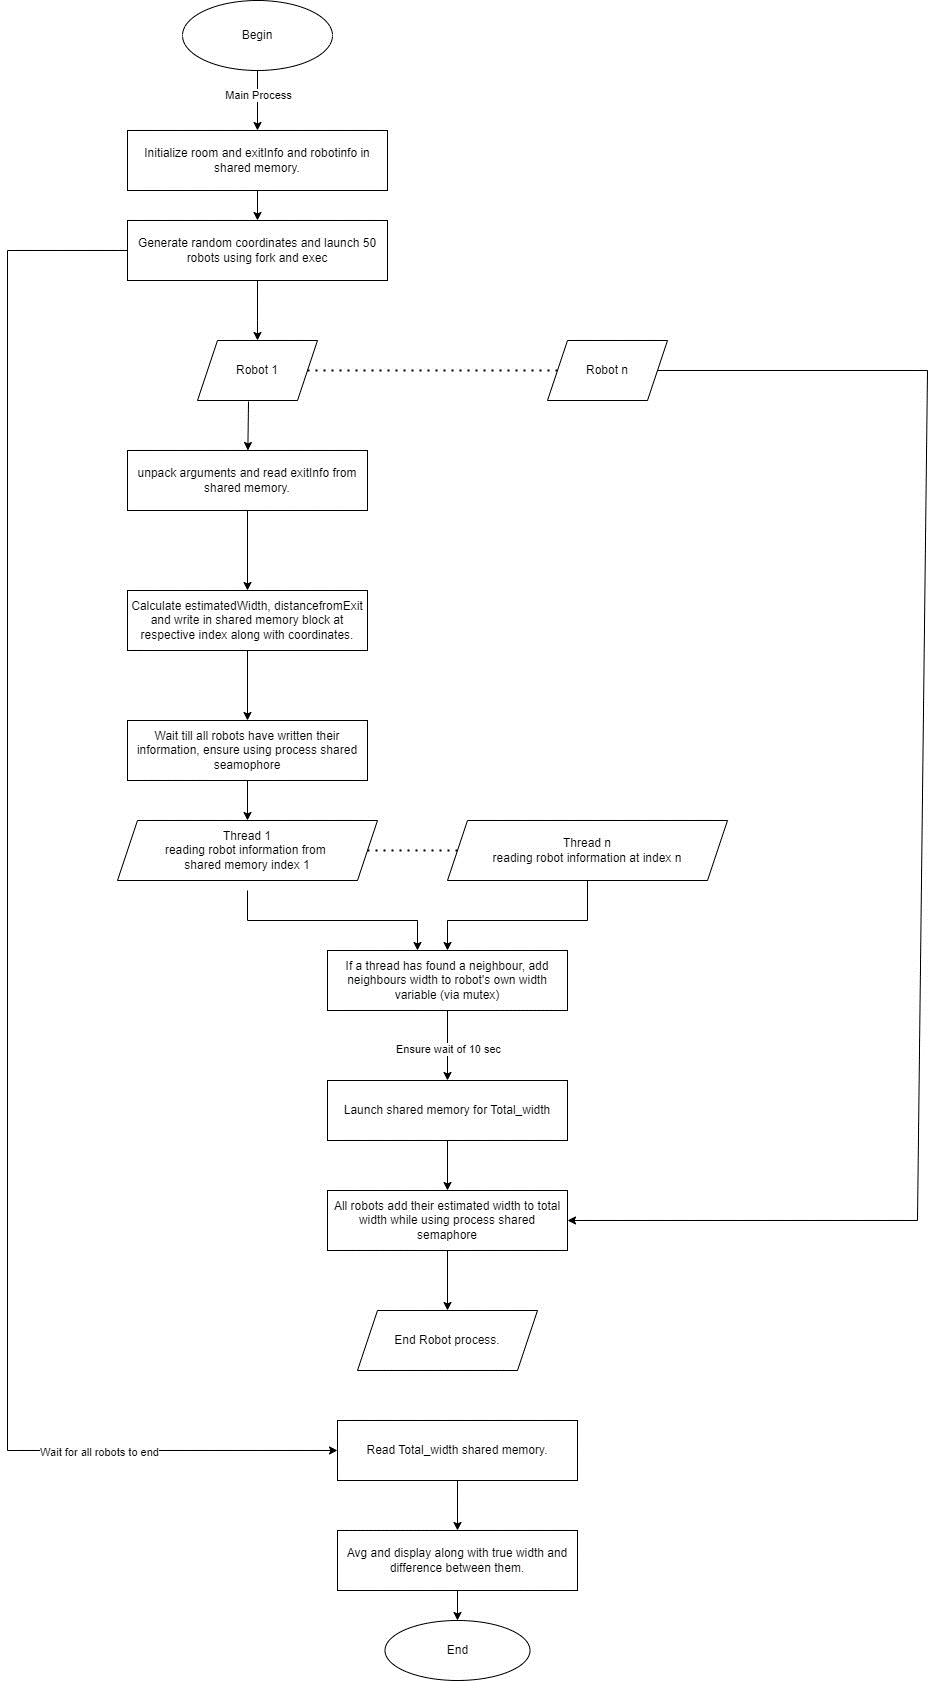 Begin
Main Process
Initialize room and exitInfo and robotinfo in
shared memory.
Generate random coordinates and launch 50
robots using fork and exec
Robot 1
Robot n
unpack arguments and read exitInfo from
shared memory.
Calculate estimatedWidth, distancefromExit
and write in shared memory block at
respective index along with coordinates.
Wait till all robots have written their
information, ensure using process shared
seamophore
Thread 1
reading robot information from
shared memory index 1
Thread n
reading robot information at index n
If a thread has found a neighbour, add
neighbours width to robot's own width
variable (via mutex)
Ensure wait of 10 sec
Launch shared memory for Total_width
All robots add their estimated width to total
width while using process shared
semaphore
End Robot process.
Wait for all robots to end
Read Total_width shared memory.
Avg and display along with true width and
difference between them.
End